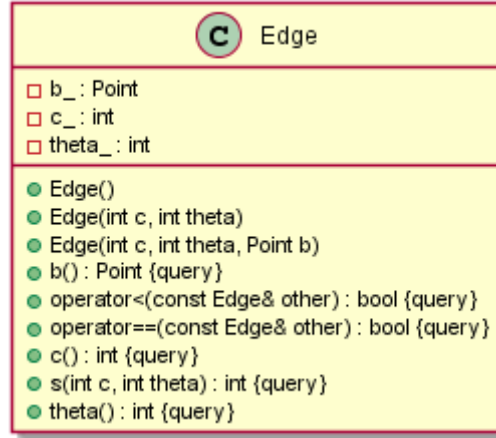 C Edge
b_ : Point
c_ : int
theta_ : int
Edge()
Edge(int c, int theta)
Edge(int c, int theta, Point b)
b() : Point {query}
operator<(const Edge& other) : bool {query}
operator==(const Edge& other) : bool {query}
c() : int {query}
s(int c, int theta) : int {query}
theta() : int {query}